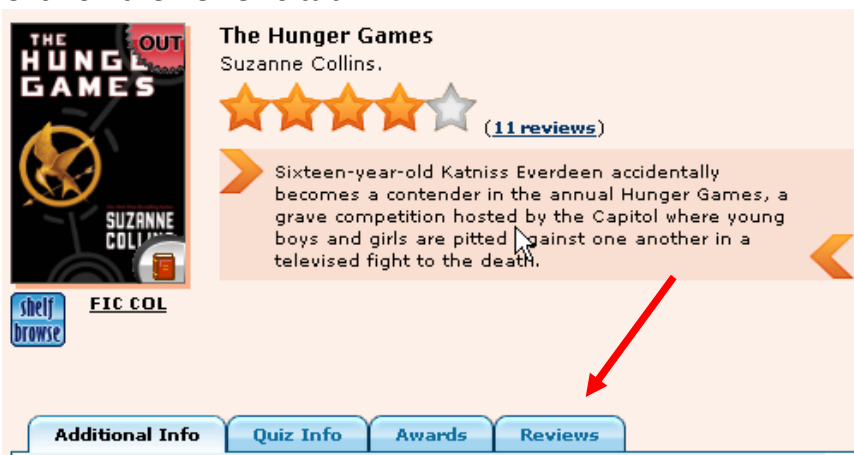 THE
HUNGER
GAMES
OUT
SUZANNE
The Hunger Games
Suzanne Collins.
(11 reviews)
Sixteen-year-old Katniss Everdeen accidentally
becomes a contender in the annual Hunger Games, a
grave competition hosted by the Capitol where young
boys and girls are pitted against one another in a
televised fight to the death.
shelf
browse
FIC COL
Additional Info
Quiz Info
Awards
Reviews